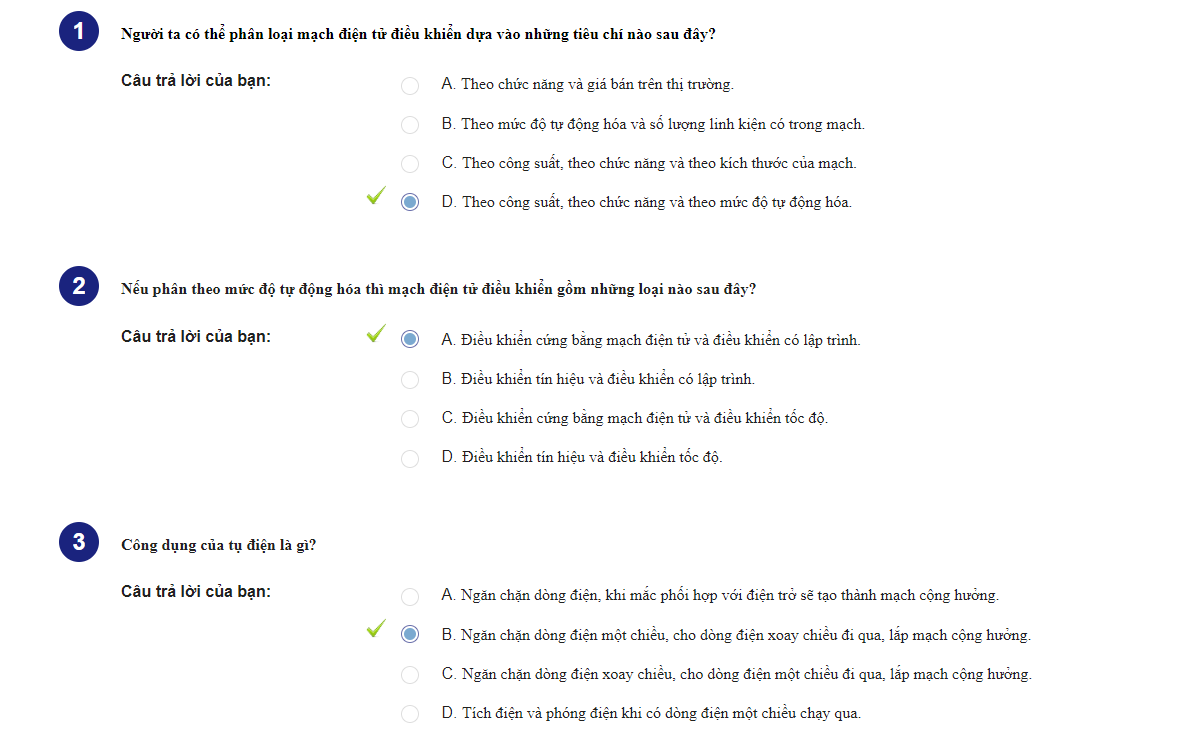 1 Người ta có thể phân loại mạch điện tử điều khiển dựa vào những tiêu chí nào sau đây?
Câu trả lời của bạn:
A. Theo chức năng và giá bán trên thị trường.
B. Theo mức độ tự động hóa và số lượng linh kiện có trong mạch.
C. Theo công suất, theo chức năng và theo kích thước của mạch.
D. Theo công suất, theo chức năng và theo mức độ tự động hóa.
2 Nếu phân theo mức độ tự động hóa thì mạch điện tử điều khiển gồm những loại nào sau đây?
Câu trả lời của bạn:
A. Điều khiển cứng bằng mạch điện tử và điều khiển có lập trình.
B. Điều khiển tín hiệu và điều khiển có lập trình.
C. Điều khiển cứng bằng mạch điện tử và điều khiển tốc độ.
D. Điều khiển tín hiệu và điều khiển tốc độ.
3 Công dụng của tụ điện là gì?
Câu trả lời của bạn:
A. Ngăn chặn dòng điện, khi mắc phối hợp với điện trở sẽ tạo thành mạch cộng hưởng.
B. Ngăn chặn dòng điện một chiều, cho dòng điện xoay chiều đi qua, lắp mạch cộng hưởng.
C. Ngăn chặn dòng điện xoay chiều, cho dòng điện một chiều đi qua, lắp mạch cộng hưởng.
D. Tích điện và phóng điện khi có dòng điện một chiều chạy qua.